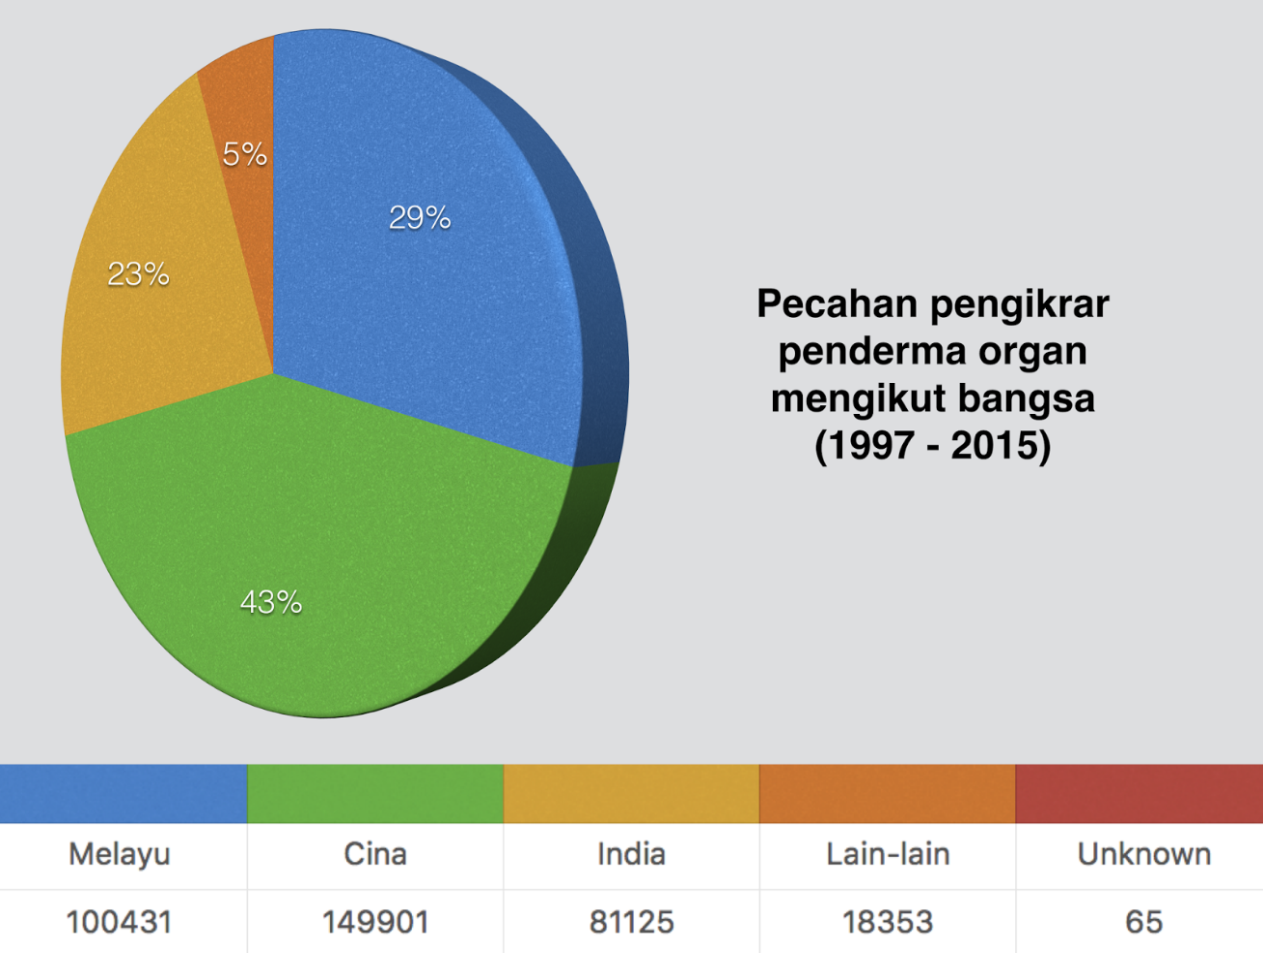 5%
29%
23%
43%
Pecahan pengikrar
penderma organ
mengikut bangsa
(1997 - 2015)
Melayu Cina India Lain-lain Unknown
100431 149901 81125 18353 65